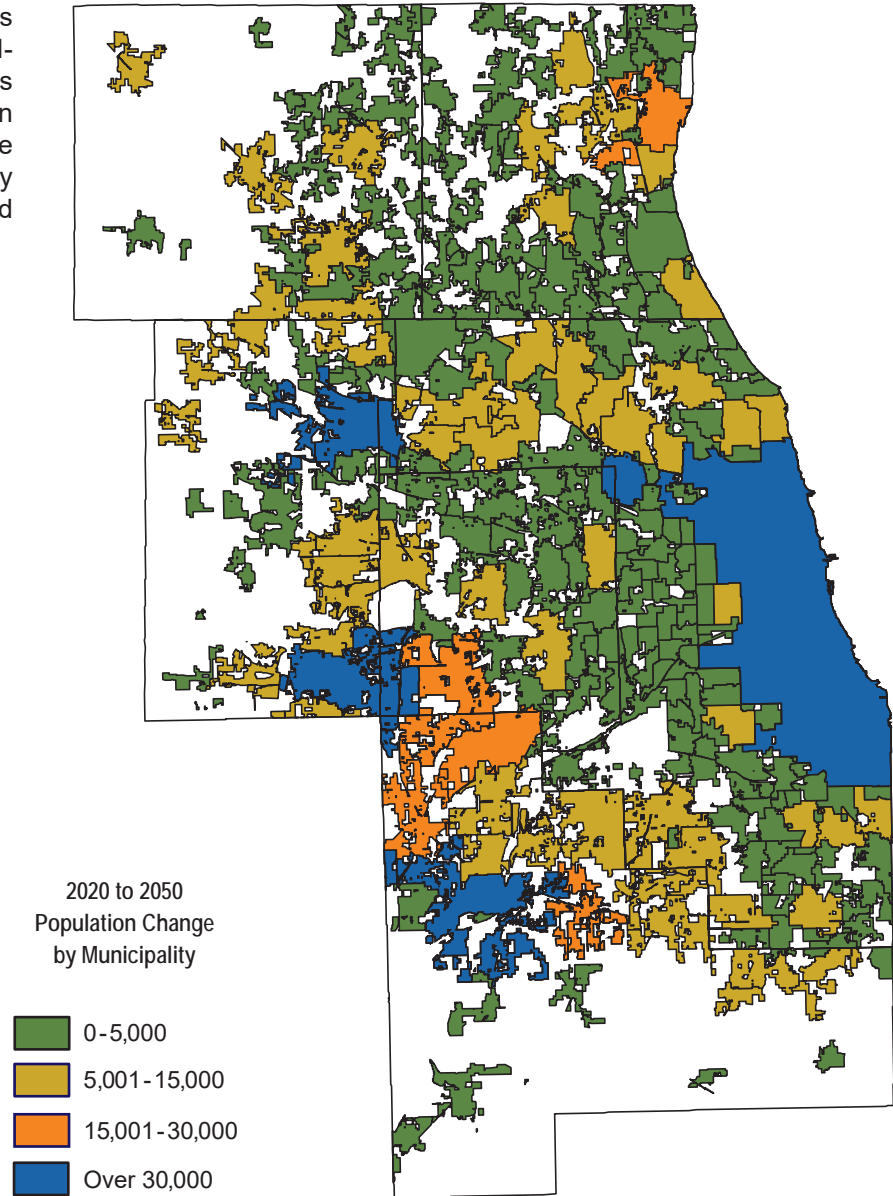 s
l-
s
n
e
y
d
2020 to 2050
Population Change
by Municipality
0-5,000
5,001-15,000
15,001-30,000
Over 30,000